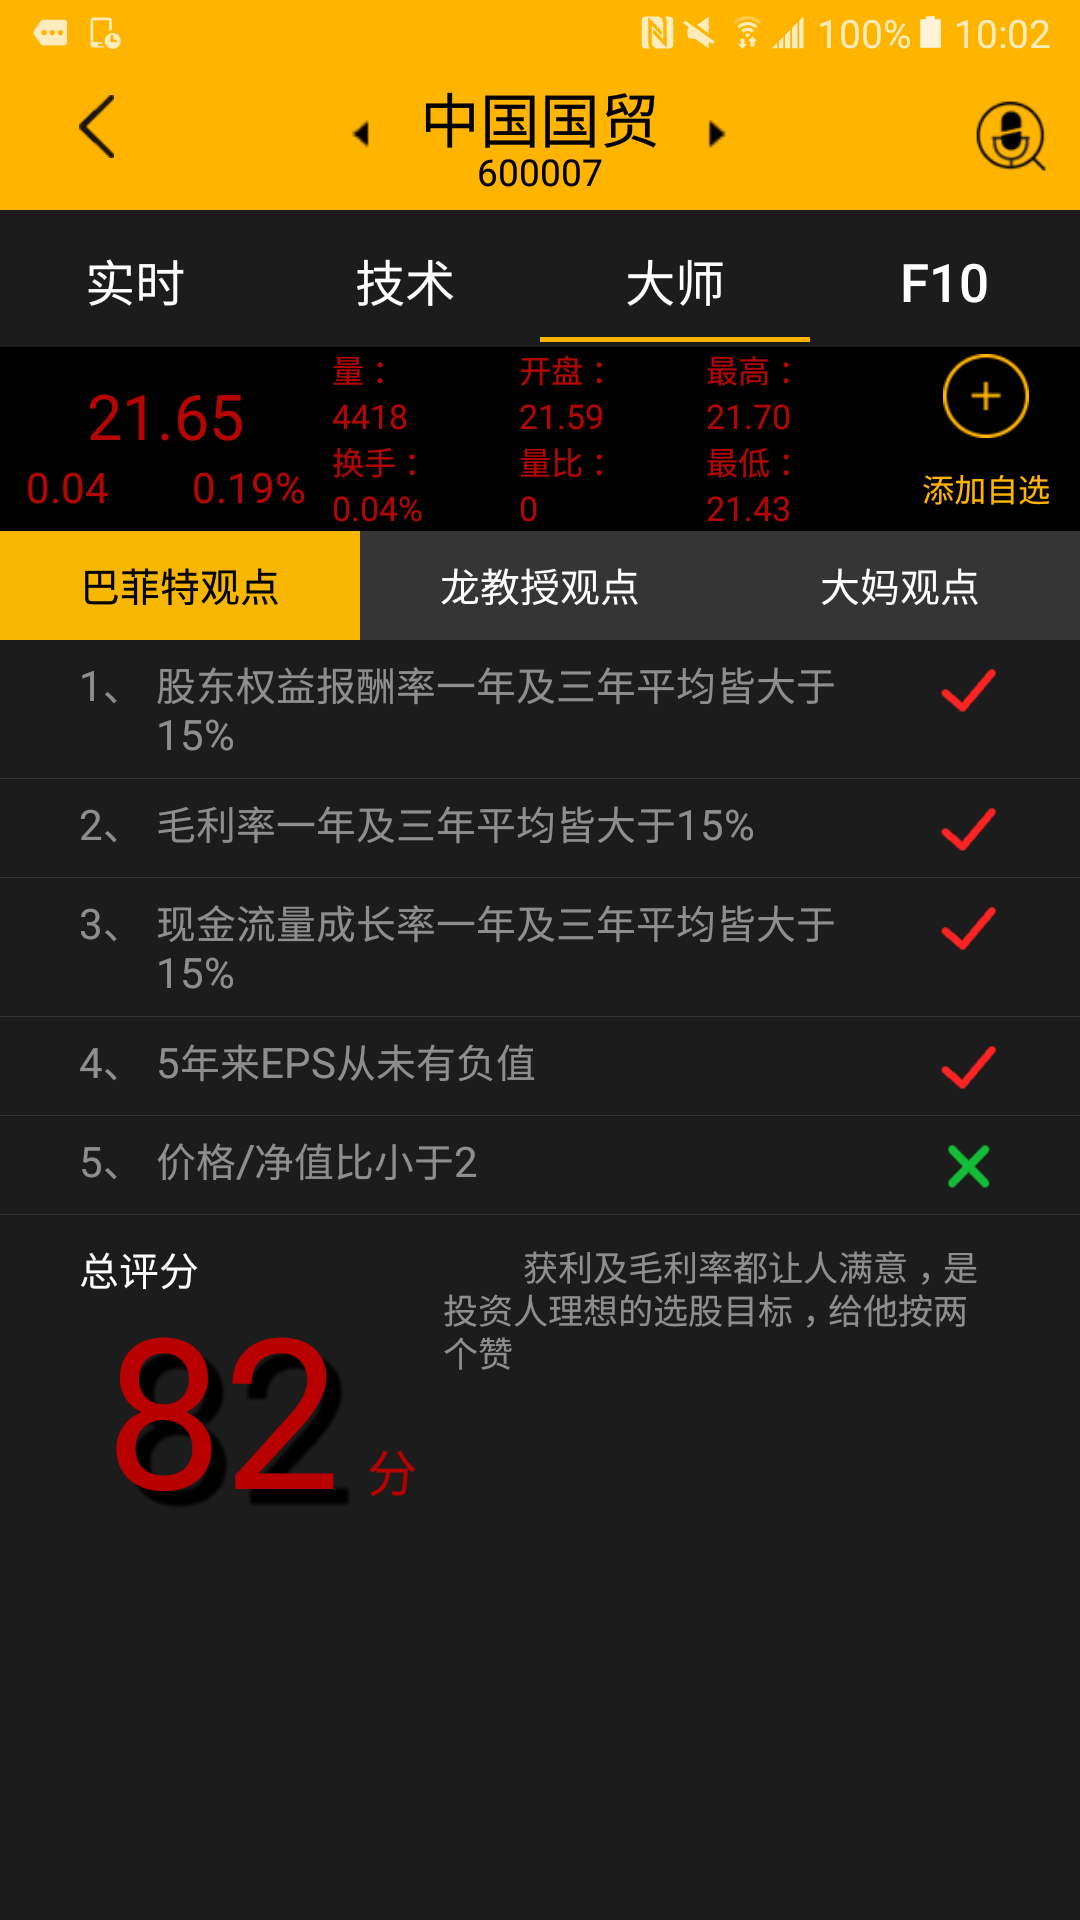 100% 10:02
中国国贸
600007
实时 技术 大师 F10
21.65
0.04 0.19%
量： 开盘： 最高：
4418 21.59 21.70
换手： 量比： 最低：
0.04% 0 21.43
添加自选
巴菲特观点 龙教授观点 大妈观点
1、 股东权益报酬率一年及三年平均皆大于
15%
2、 毛利率一年及三年平均皆大于15%
3、 现金流量成长率一年及三年平均皆大于
15%
4、 5年来EPS从未有负值
5、 价格/净值比小于2
总评分
82 分
获利及毛利率都让人满意，是
投资人理想的选股目标，给他按两
个赞